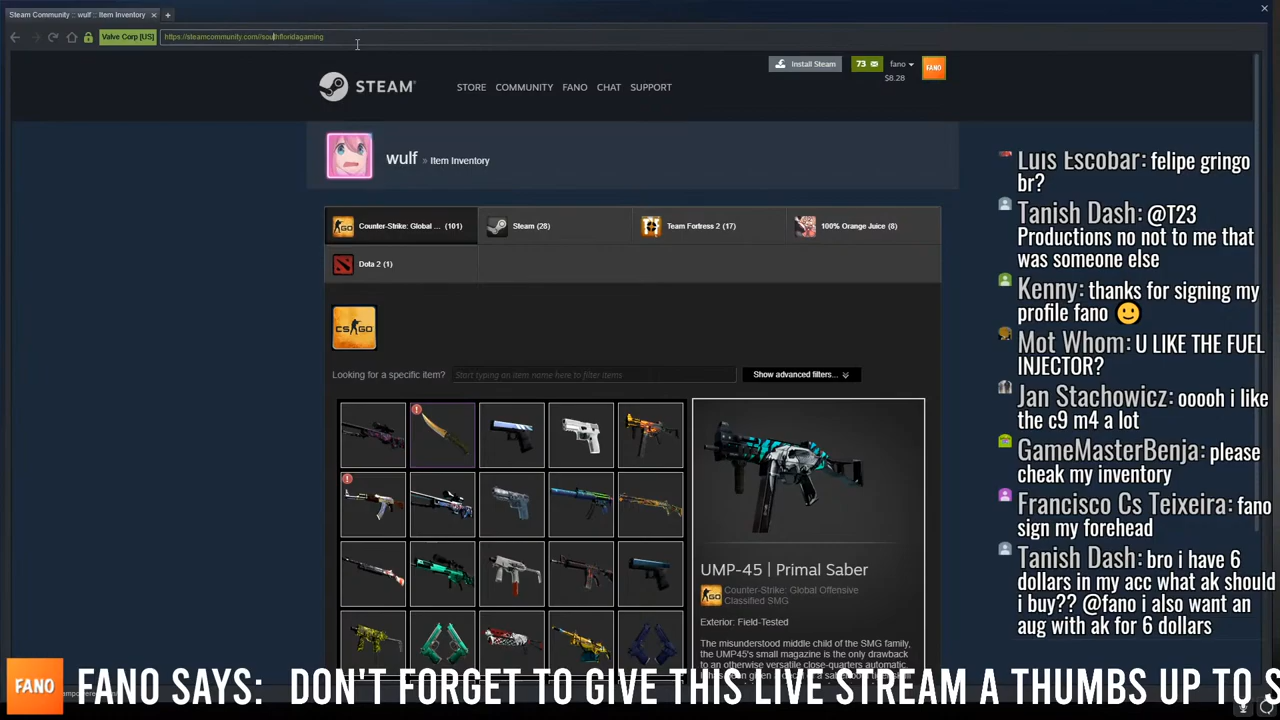 Steam Community :: wulf :: Item Inventory
Valve Corp [US]
https://steamcommunity.com//southfloridagaming
Install Steam
73
fano
$8.28
FANO
STEAM
STORE COMMUNITY FANO CHAT SUPPORT
wulf » Item Inventory
Counter-Strike: Global ... (101)
Steam (28)
Team Fortress 2 (17)
100% Orange Juice (8)
Dota 2 (1)
CS GO
Looking for a specific item?
Start typing an item name here to filter items
Show advanced filters...
UMP-45 | Primal Saber
Counter-Strike: Global Offensive
Classified SMG
Exterior: Field-Tested
The misunderstood middle child of the SMG family,
the UMP45's small magazine is the only drawback
to an otherwise versatile close-quarters automatic.
Luis Escobar: felipe gringo
br?
Tanish Dash: @T23
Productions no not to me that
was someone else
Kenny: thanks for signing my
profile fano 🙂
Mot Whom: U LIKE THE FUEL
INJECTOR?
Jan Stachowicz: ooooh i like
the c9 m4 a lot
GameMasterBenja: please
cheak my inventory
Francisco Cs Teixeira: fano
sign my forehead
Tanish Dash: bro i have 6
dollars in my acc what ak should
i buy?? @fano i also want an
aug with ak for 6 dollars
FANO
FANO SAYS: DON'T FORGET TO GIVE THIS LIVE STREAM A THUMBS UP TO S